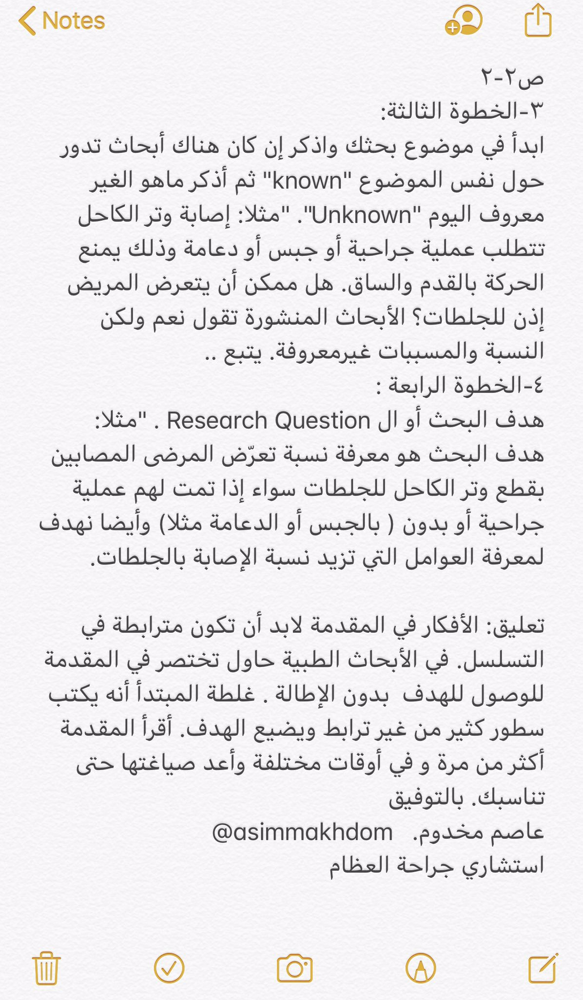 Notes
ص٢-٢
٣-الخطوة الثالثة:
ابدأ في موضوع بحثك واذكر إن كان هناك أبحاث تدور
حول نفس الموضوع "known" ثم أذكر ماهو الغير
معروف اليوم "Unknown". "مثلا: إصابة وتر الكاحل
تتطلب عملية جراحية أو جبس أو دعامة وذلك يمنع
الحركة بالقدم والساق. هل ممكن أن يتعرض المريض
إذن للجلطات؟ الأبحاث المنشورة تقول نعم ولكن
النسبة والمسببات غيرمعروفة. يتبع ..
٤-الخطوة الرابعة :
هدف البحث أو ال Research Question . "مثلا:
هدف البحث هو معرفة نسبة تعرّض المرضى المصابين
بقطع وتر الكاحل للجلطات سواء إذا تمت لهم عملية
جراحية أو بدون ( بالجبس أو الدعامة مثلا) وأيضا نهدف
لمعرفة العوامل التي تزيد نسبة الإصابة بالجلطات.
تعليق: الأفكار في المقدمة لابد أن تكون مترابطة في
التسلسل. في الأبحاث الطبية حاول تختصر في المقدمة
للوصول للهدف  بدون الإطالة . غلطة المبتدأ أنه يكتب
سطور كثير من غير ترابط ويضيع الهدف. أقرأ المقدمة
أكثر من مرة و في أوقات مختلفة وأعد صياغتها حتى
تناسبك. بالتوفيق
عاصم مخدوم.   @asimmakhdom
استشاري جراحة العظام